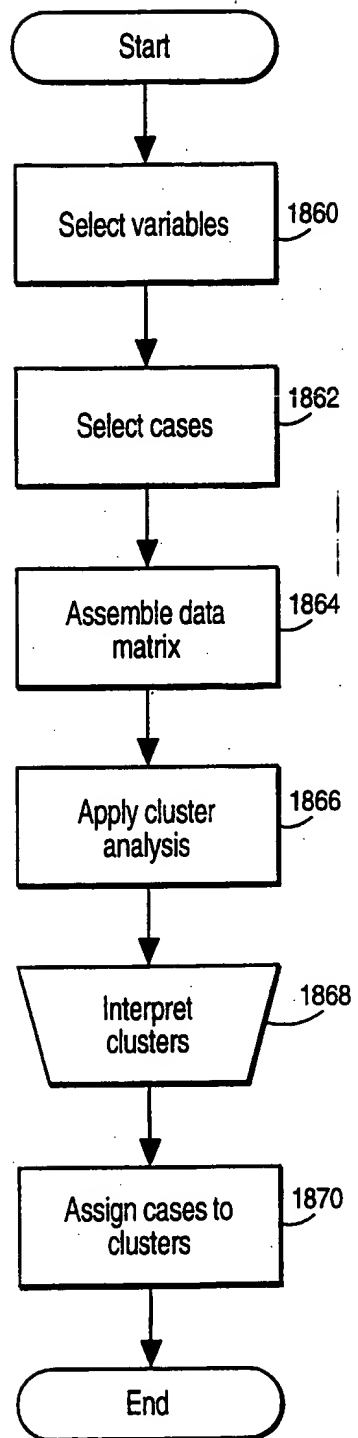 Start
Select variables
1860
Select cases
1862
Assemble data
matrix
1864
Apply cluster
analysis
1866
Interpret
clusters
1868
Assign cases to
clusters
1870
End